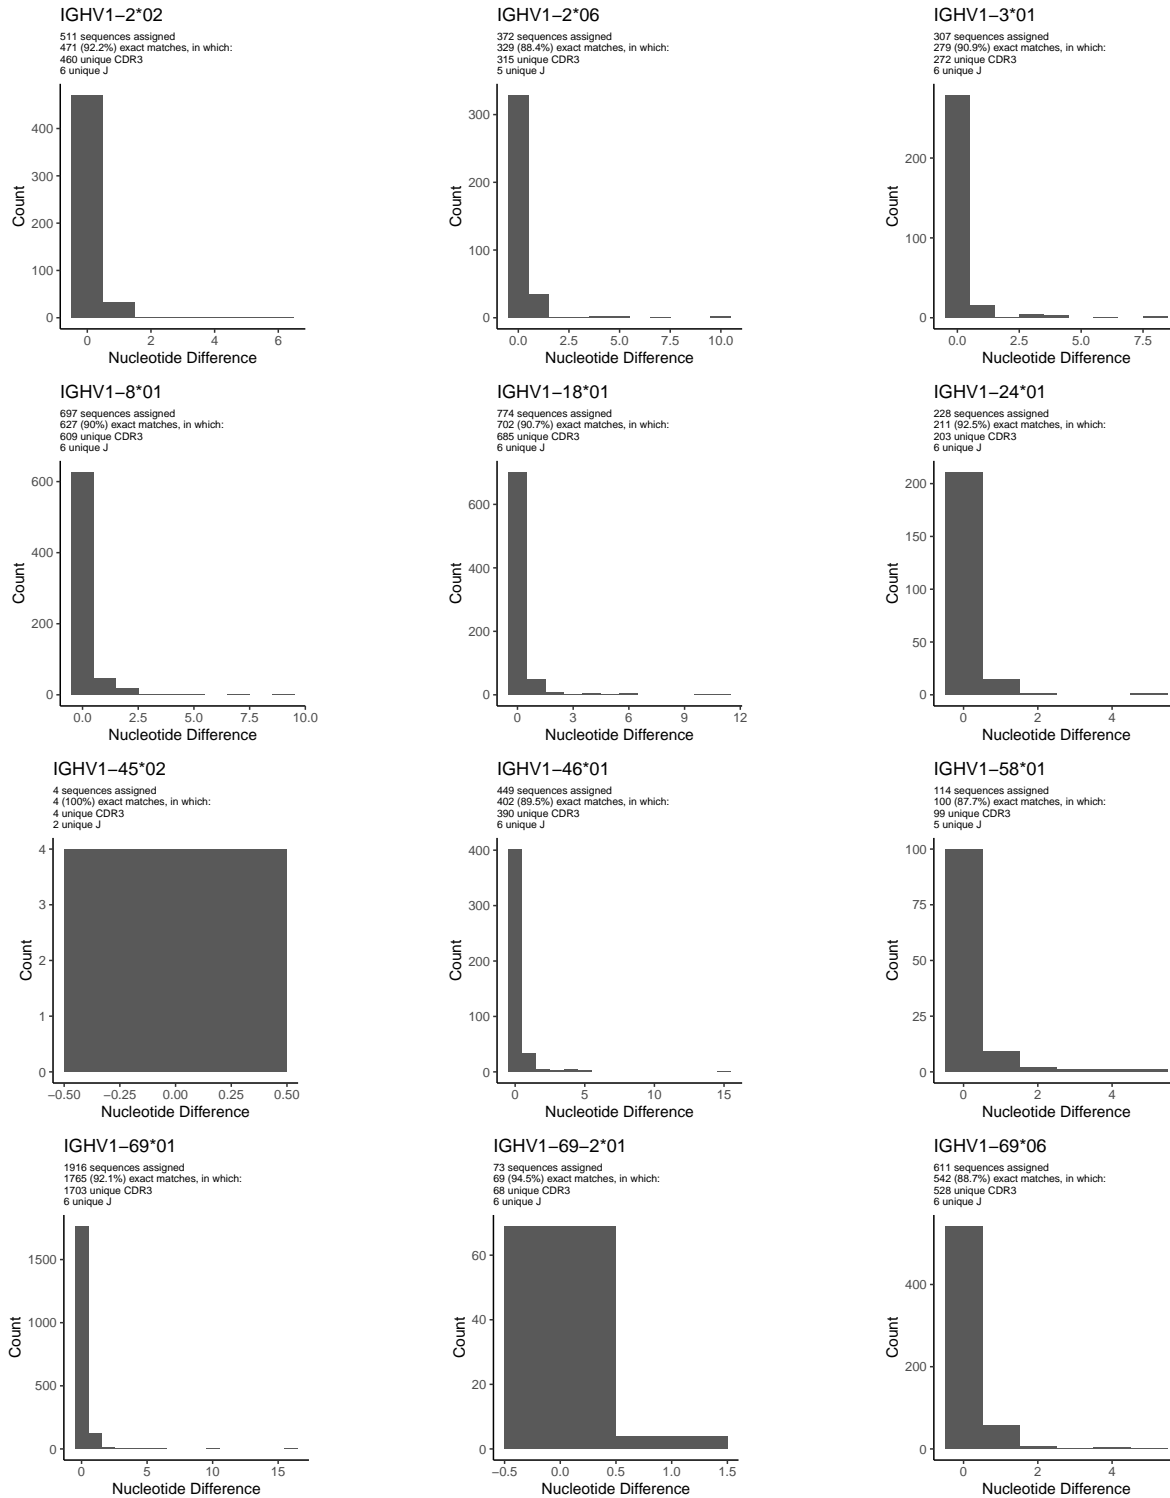 IGHV1−2*02
511 sequences assigned
471 (92.2%) exact matches, in which:
460 unique CDR3
6 unique J
400
300
200
100
0
Count
0 2 4 6
Nucleotide Difference
IGHV1−2*06
372 sequences assigned
329 (88.4%) exact matches, in which:
315 unique CDR3
5 unique J
300
200
100
0
Count
0.0 2.5 5.0 7.5 10.0
Nucleotide Difference
IGHV1−3*01
307 sequences assigned
279 (90.9%) exact matches, in which:
272 unique CDR3
6 unique J
200
100
0
Count
0.0 2.5 5.0 7.5
Nucleotide Difference
IGHV1−8*01
697 sequences assigned
627 (90%) exact matches, in which:
609 unique CDR3
6 unique J
600
400
200
0
Count
0.0 2.5 5.0 7.5 10.0
Nucleotide Difference
IGHV1−18*01
774 sequences assigned
702 (90.7%) exact matches, in which:
685 unique CDR3
6 unique J
600
400
200
0
Count
0 3 6 9 12
Nucleotide Difference
IGHV1−24*01
228 sequences assigned
211 (92.5%) exact matches, in which:
203 unique CDR3
6 unique J
200
150
100
50
0
Count
0 2 4
Nucleotide Difference
IGHV1−45*02
4 sequences assigned
4 (100%) exact matches, in which:
4 unique CDR3
2 unique J
4
3
2
1
0
Count
−0.50 −0.25 0.00 0.25 0.50
Nucleotide Difference
IGHV1−46*01
449 sequences assigned
402 (89.5%) exact matches, in which:
390 unique CDR3
6 unique J
400
300
200
100
0
Count
0 5 10 15
Nucleotide Difference
IGHV1−58*01
114 sequences assigned
100 (87.7%) exact matches, in which:
99 unique CDR3
5 unique J
100
75
50
25
0
Count
0 2 4
Nucleotide Difference
IGHV1−69*01
1916 sequences assigned
1765 (92.1%) exact matches, in which:
1703 unique CDR3
6 unique J
1500
1000
500
0
Count
0 5 10 15
Nucleotide Difference
IGHV1−69−2*01
73 sequences assigned
69 (94.5%) exact matches, in which:
68 unique CDR3
6 unique J
60
40
20
0
Count
−0.5 0.0 0.5 1.0 1.5
Nucleotide Difference
IGHV1−69*06
611 sequences assigned
542 (88.7%) exact matches, in which:
528 unique CDR3
6 unique J
400
200
0
Count
0 2 4
Nucleotide Difference